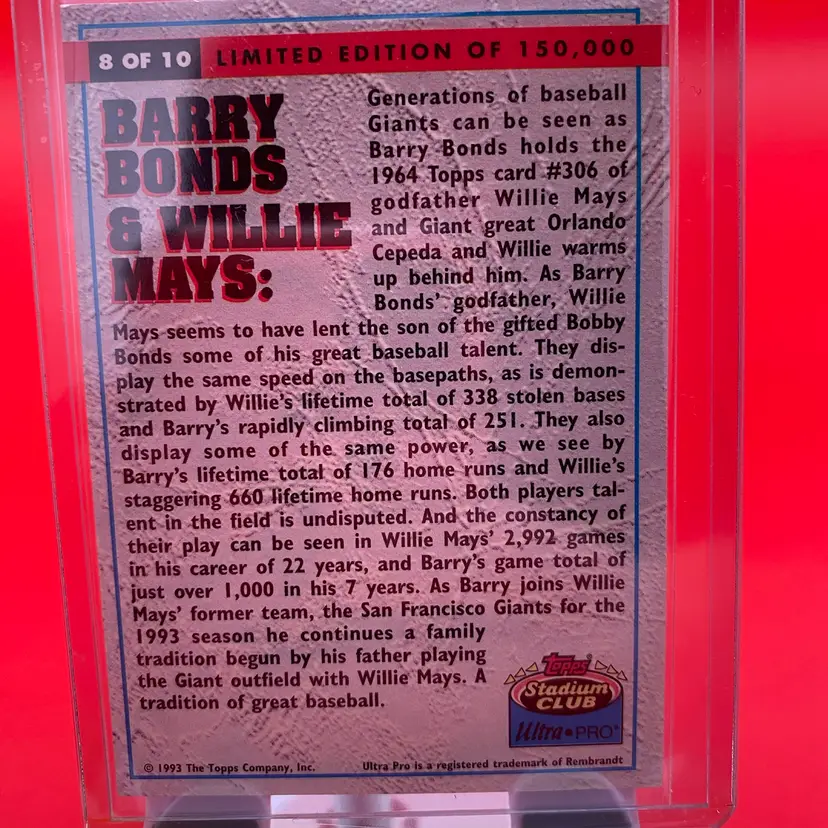 8 OF 10 LIMITED EDITION OF 150,000
BARRY
BONDS
& WILLIE
MAYS:
Generations of baseball
Giants can be seen as
Barry Bonds holds the
1964 Topps card #306 of
godfather Willie Mays
and Giant great Orlando
Cepeda and Willie warms
up behind him. As Barry
Bonds' godfather, Willie
Mays seems to have lent the son of the gifted Bobby
Bonds some of his great baseball talent. They dis-
play the same speed on the basepaths, as is demon-
strated by Willie's lifetime total of 338 stolen bases
and Barry's rapidly climbing total of 251. They also
display some of the same power, as we see by
Barry's lifetime total of 176 home runs and Willie's
staggering 660 lifetime home runs. Both players tal-
ent in the field is undisputed. And the constancy of
their play can be seen in Willie Mays' 2,992 games
in his career of 22 years, and Barry's game total of
just over 1,000 in his 7 years. As Barry joins Willie
Mays' former team, the San Francisco Giants for the
1993 season he continues a family
tradition begun by his father playing
the Giant outfield with Willie Mays. A
tradition of great baseball.
Topps
Stadium
CLUB
Ultra PRO
© 1993 The Topps Company, Inc. Ultra Pro is a registered trademark of Rembrandt